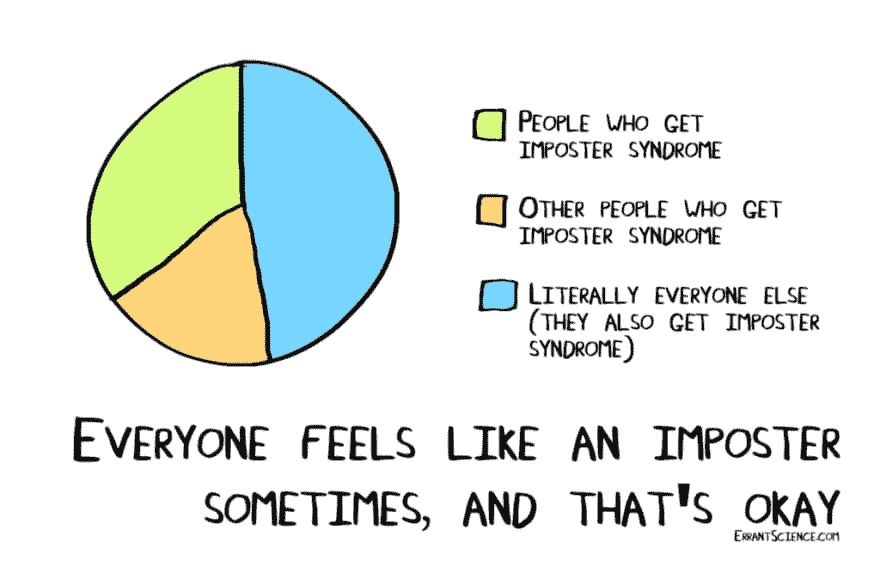 People who get
imposter syndrome
Other people who get
imposter syndrome
Literally everyone else
(they also get imposter
syndrome)
Everyone feels like an imposter
sometimes, and that's okay
ErrantScience.com